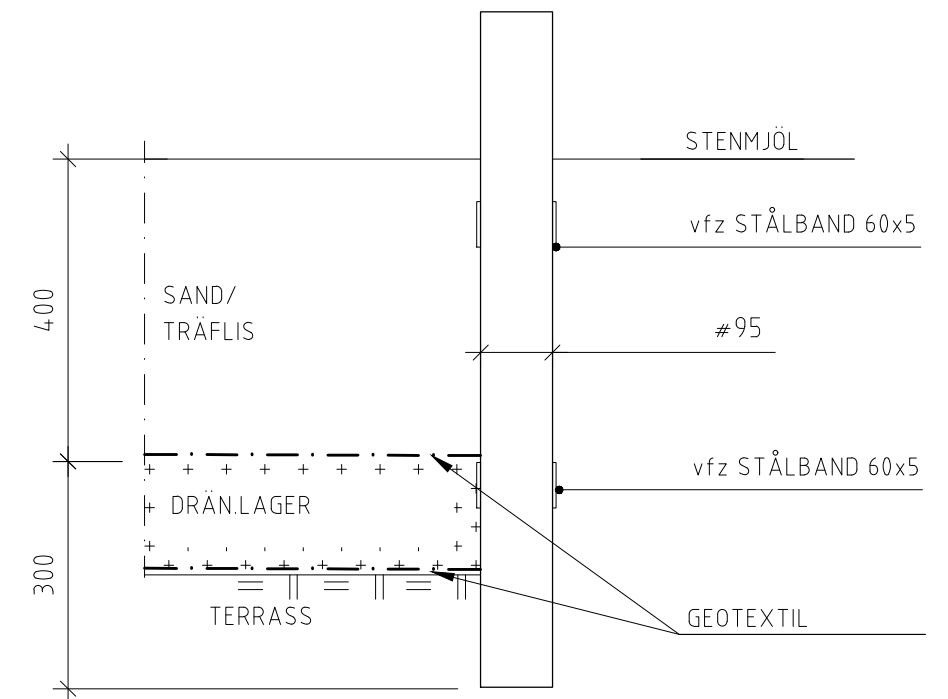 STENMJÖL
vfz STÅLBAND 60x5
SAND/
TRÄFLIS
400
#95
vfz STÅLBAND 60x5
DRÄN.LAGER
300
TERRASS
GEOTEXTIL